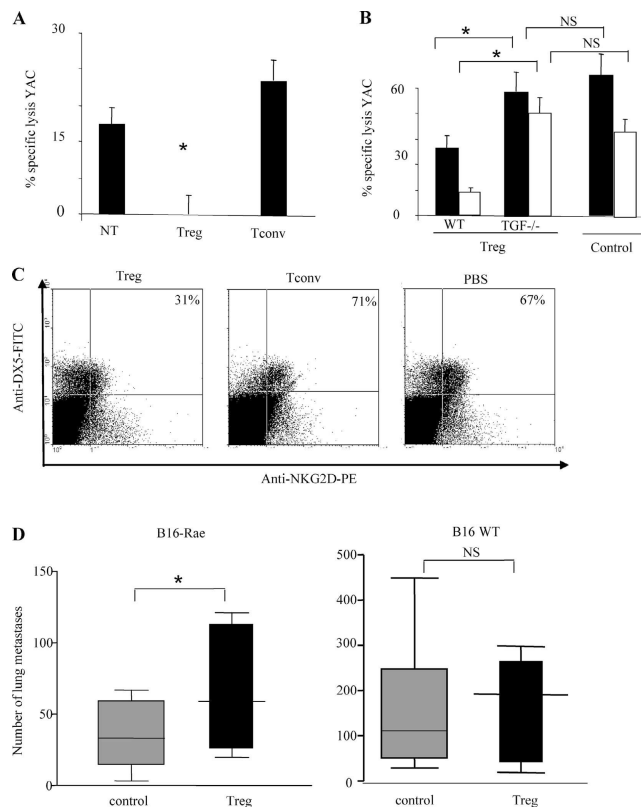 A
% specific lysis YAC
30
15
0
*
NT
Treg
Tconv
B
% specific lysis YAC
60
30
0
*
*
NS
NS
WT
TGF-/-
Treg
Control
C
Treg
Tconv
PBS
31%
71%
67%
Anti-DX5-FITC
Anti-NKG2D-PE
D
B16-Rae
B16 WT
Number of lung metastases
150
100
50
0
*
control
Treg
500
400
300
200
100
0
NS
control
Treg